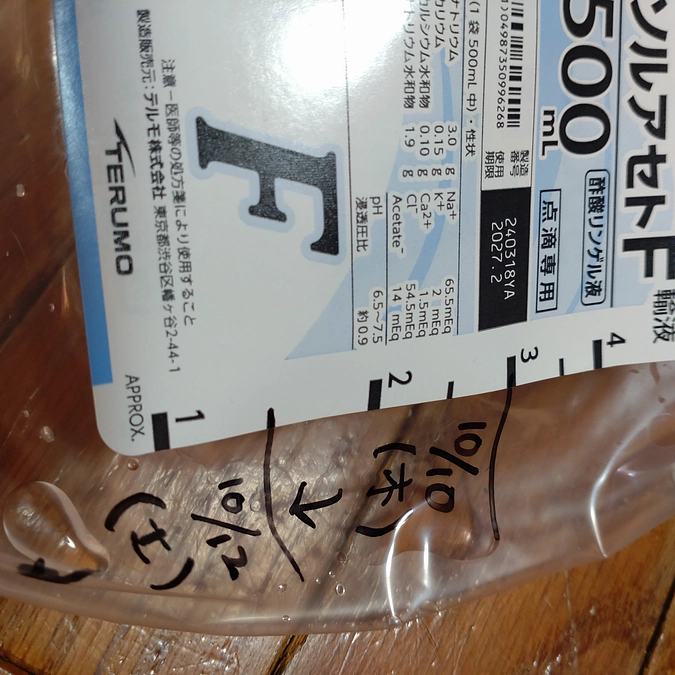 ソルアセトF
輸液
500
mL
酢酸リンゲル液
点滴専用
製造
番号
使用
期限
240318YA
2027.2
)04987350996268
(1袋 500mL 中)・性状
ナトリウム 3.0 g
カリウム 0.15 g
カルシウム水和物 0.10 g
トリウム水和物 1.9 g
Na⁺ 65.5mEq
K⁺ 2 mEq
Ca²⁺ 1.5mEq
Cl⁻ 54.5mEq
Acetate⁻ 14 mEq
pH 6.5~7.5
浸透圧比 約0.9
F
注意-医師等の処方箋により使用すること
製造販売元:テルモ株式会社 東京都渋谷区幡ヶ谷2-44-1
TERUMO
APPROX.
4
3
2
1
10/10
(木)
↓
10/12
(土)